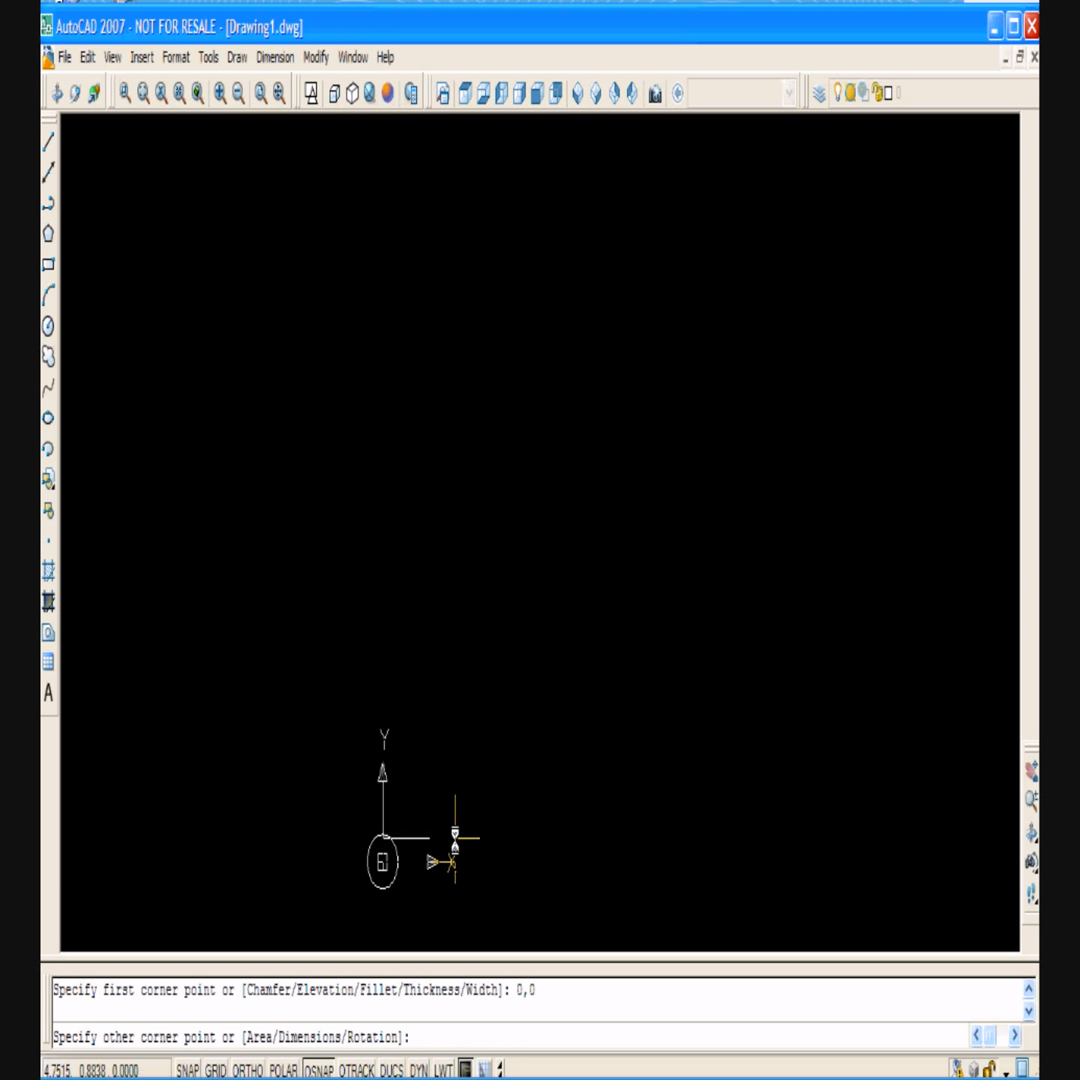 AutoCAD 2007 - NOT FOR RESALE - [Drawing1.dwg]
File Edit View Insert Format Tools Draw Dimension Modify Window Help
0
A
Y
X
Specify first corner point or [Chamfer/Elevation/Fillet/Thickness/Width]: 0,0
Specify other corner point or [Area/Dimensions/Rotation]:
4.7515, 0.8838, 0.0000 SNAP GRID ORTHO POLAR OSNAP OTRACK DUCS DYN LWT